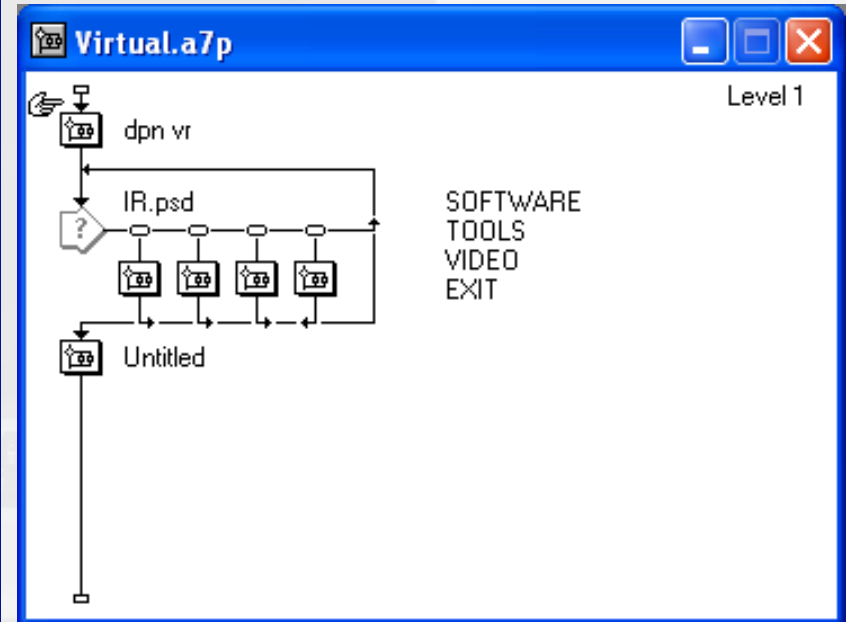 Virtual.a7p
Level 1
dpn vr
IR.psd
?
SOFTWARE
TOOLS
VIDEO
EXIT
Untitled